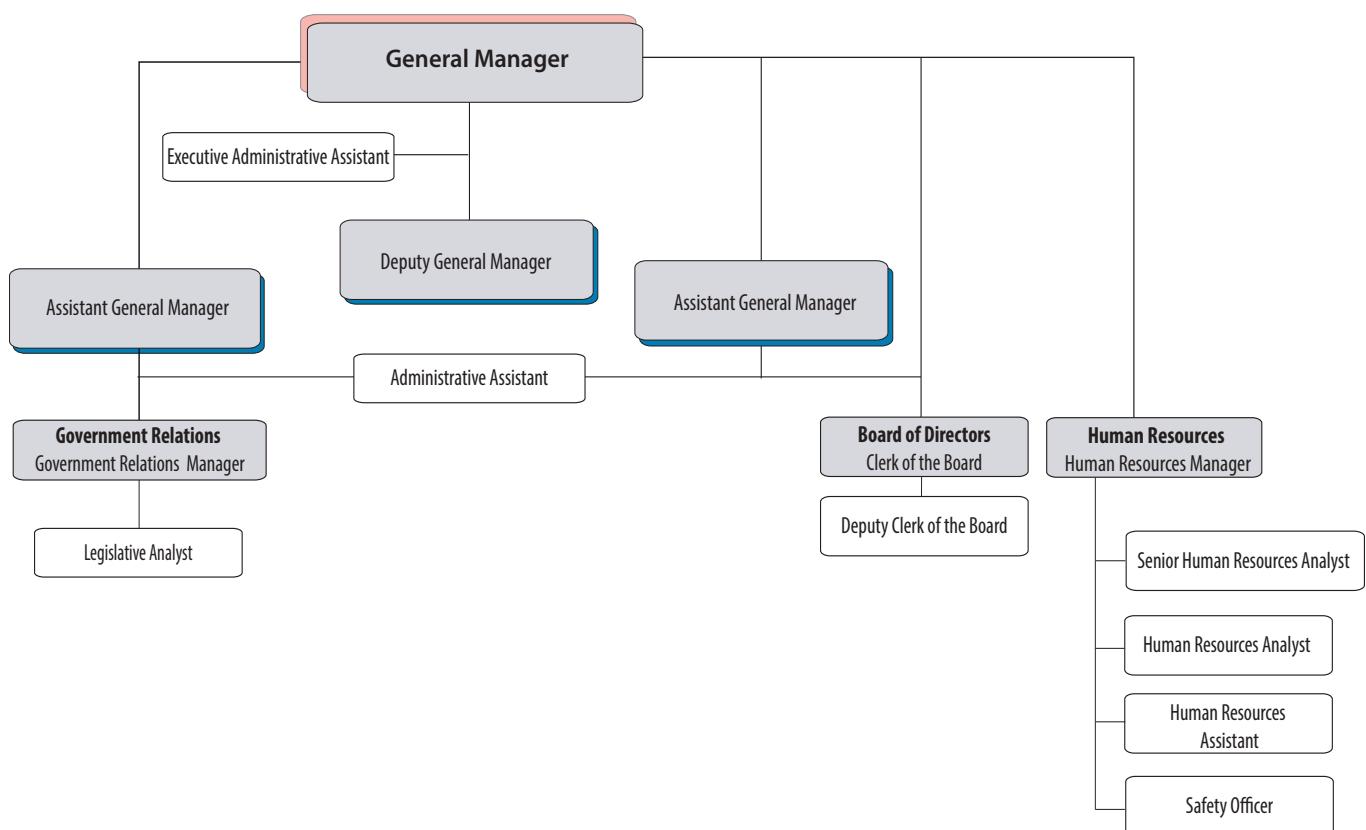 General Manager
Executive Administrative Assistant
Deputy General Manager
Assistant General Manager
Assistant General Manager
Administrative Assistant
Government Relations
Government Relations Manager
Board of Directors
Clerk of the Board
Human Resources
Human Resources Manager
Legislative Analyst
Deputy Clerk of the Board
Senior Human Resources Analyst
Human Resources Analyst
Human Resources
Assistant
Safety Officer